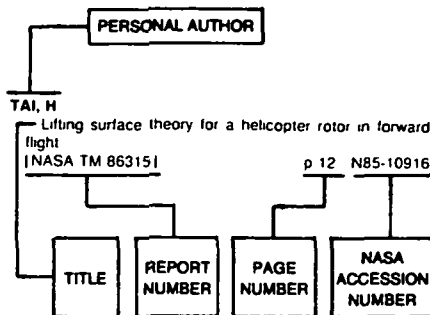 PERSONAL AUTHOR
TAI, H
Lifting surface theory for a helicopter rotor in forward
flight
|NASA TM 86315| p 12 N85-10916
TITLE
REPORT
NUMBER
PAGE
NUMBER
NASA
ACCESSION
NUMBER